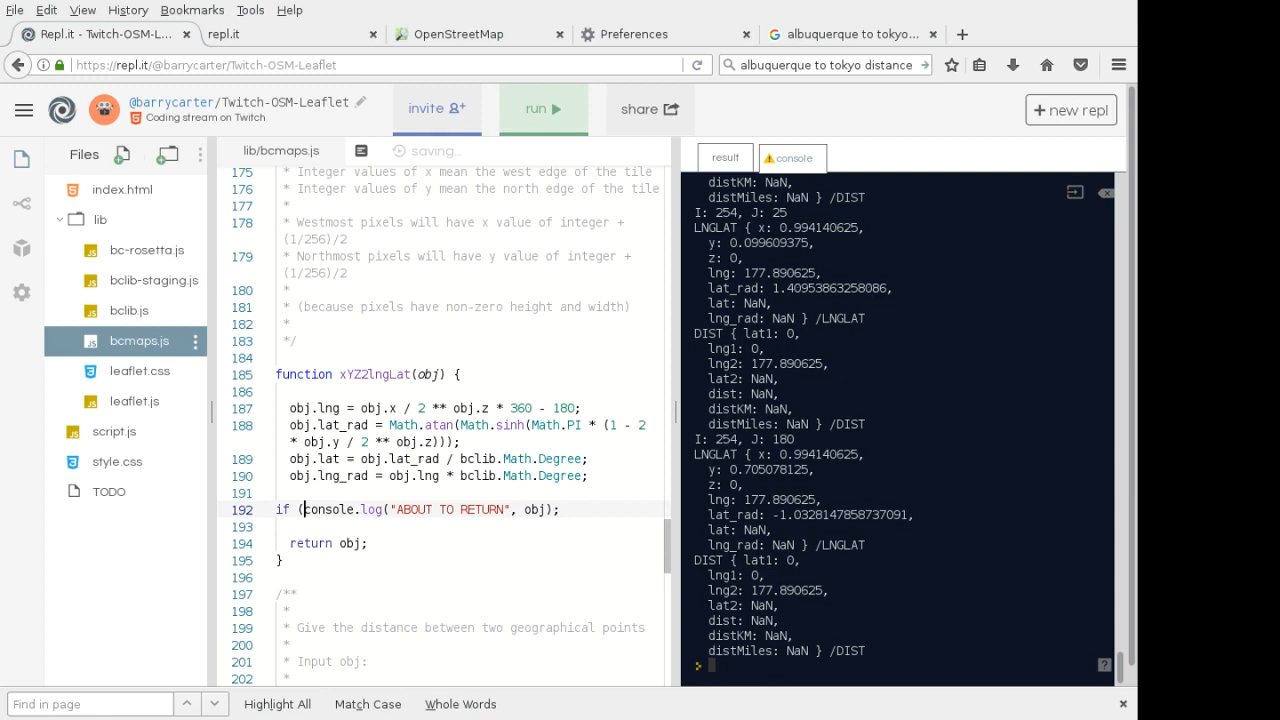 File Edit View History Bookmarks Tools Help
Repl.it - Twitch-OSM-L... × repl.it × OpenStreetMap × Preferences × albuquerque to tokyo... × +
https://repl.it/@barrycarter/Twitch-OSM-Leaflet albuquerque to tokyo distance
@barrycarter/Twitch-OSM-Leaflet
Coding stream on Twitch
invite
run
share
+ new repl
Files
lib/bcmaps.js
saving...
result
console
index.html
lib
bc-rosetta.js
bclib-staging.js
bclib.js
bcmaps.js
leaflet.css
leaflet.js
script.js
style.css
TODO
175 * Integer values of x mean the west edge of the tile
176 * Integer values of y mean the north edge of the tile
177 *
178 * Westmost pixels will have x value of integer +
(1/256)/2
179 * Northmost pixels will have y value of integer +
(1/256)/2
180 *
181 * (because pixels have non-zero height and width)
182 *
183 */
184
185 function xYZ2lngLat(obj) {
186
187 obj.lng = obj.x / 2 ** obj.z * 360 - 180;
188 obj.lat_rad = Math.atan(Math.sinh(Math.PI * (1 - 2
* obj.y / 2 ** obj.z)));
189 obj.lat = obj.lat_rad / bclib.Math.Degree;
190 obj.lng_rad = obj.lng * bclib.Math.Degree;
191
192 if (console.log("ABOUT TO RETURN", obj);
193
194 return obj;
195 }
196
197 /**
198 *
199 * Give the distance between two geographical points
200 *
201 * Input obj:
202 *
distKM: NaN,
distMiles: NaN } /DIST
I: 254, J: 25
LNGLAT { x: 0.994140625,
y: 0.099609375,
z: 0,
lng: 177.890625,
lat_rad: 1.40953863258086,
lat: NaN,
lng_rad: NaN } /LNGLAT
DIST { lat1: 0,
lng1: 0,
lng2: 177.890625,
lat2: NaN,
dist: NaN,
distKM: NaN,
distMiles: NaN } /DIST
I: 254, J: 180
LNGLAT { x: 0.994140625,
y: 0.705078125,
z: 0,
lng: 177.890625,
lat_rad: -1.0328147858737091,
lat: NaN,
lng_rad: NaN } /LNGLAT
DIST { lat1: 0,
lng1: 0,
lng2: 177.890625,
lat2: NaN,
dist: NaN,
distKM: NaN,
distMiles: NaN } /DIST
>
?
Find in page Highlight All Match Case Whole Words ×